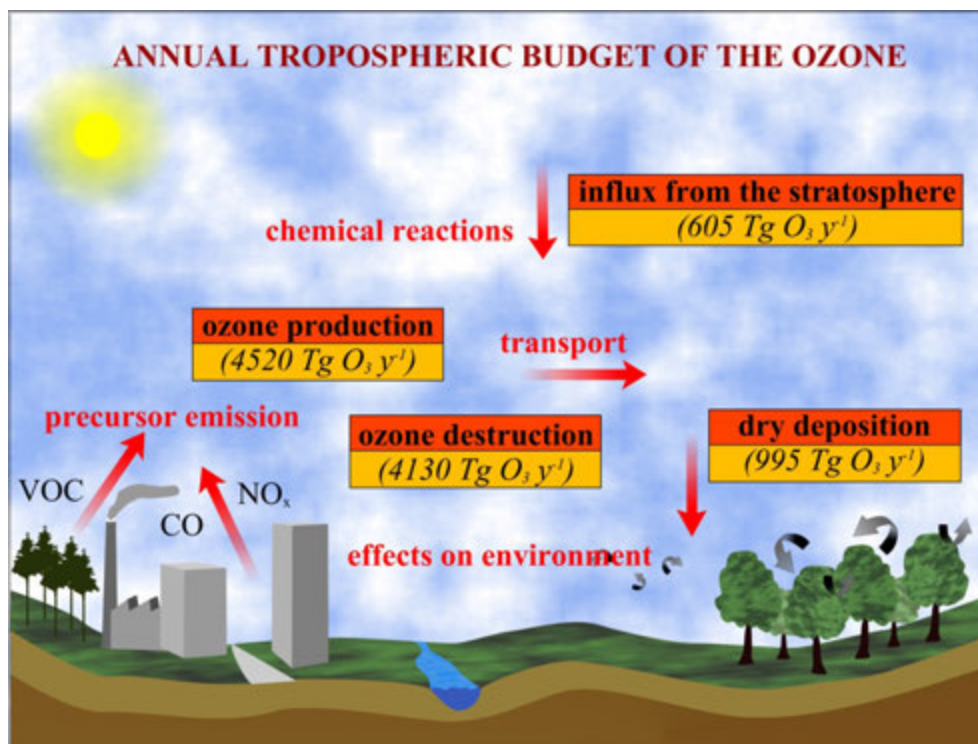 ANNUAL TROPOSPHERIC BUDGET OF THE OZONE
influx from the stratosphere
(605 Tg O₃ y⁻¹)
chemical reactions
ozone production
(4520 Tg O₃ y⁻¹)
transport
precursor emission
ozone destruction
(4130 Tg O₃ y⁻¹)
dry deposition
(995 Tg O₃ y⁻¹)
VOC
CO
NOₓ
effects on environment